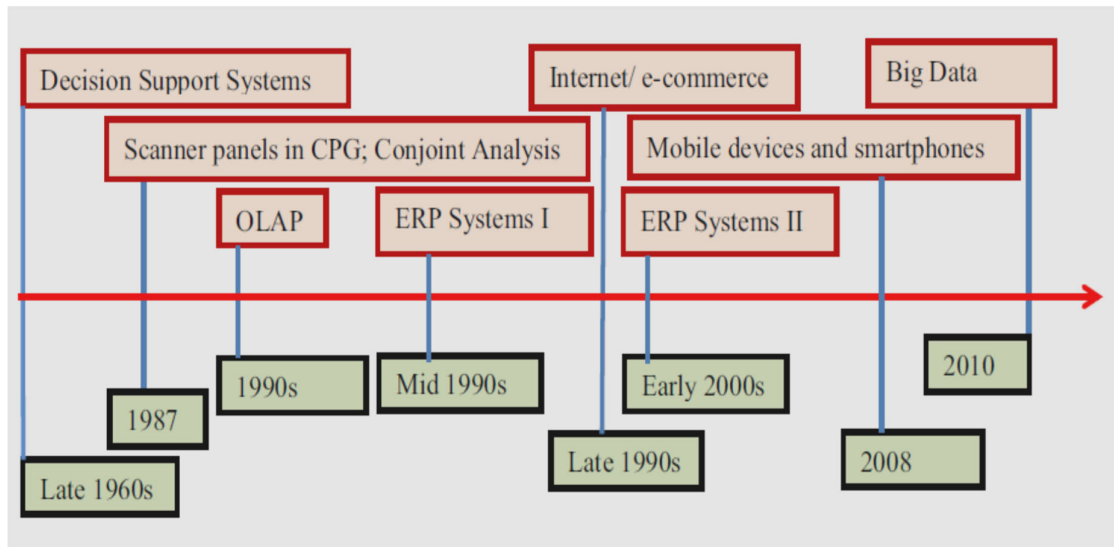 Decision Support Systems
Internet/ e-commerce
Big Data
Scanner panels in CPG; Conjoint Analysis
Mobile devices and smartphones
OLAP
ERP Systems I
ERP Systems II
1990s
Mid 1990s
Early 2000s
2010
1987
Late 1990s
2008
Late 1960s